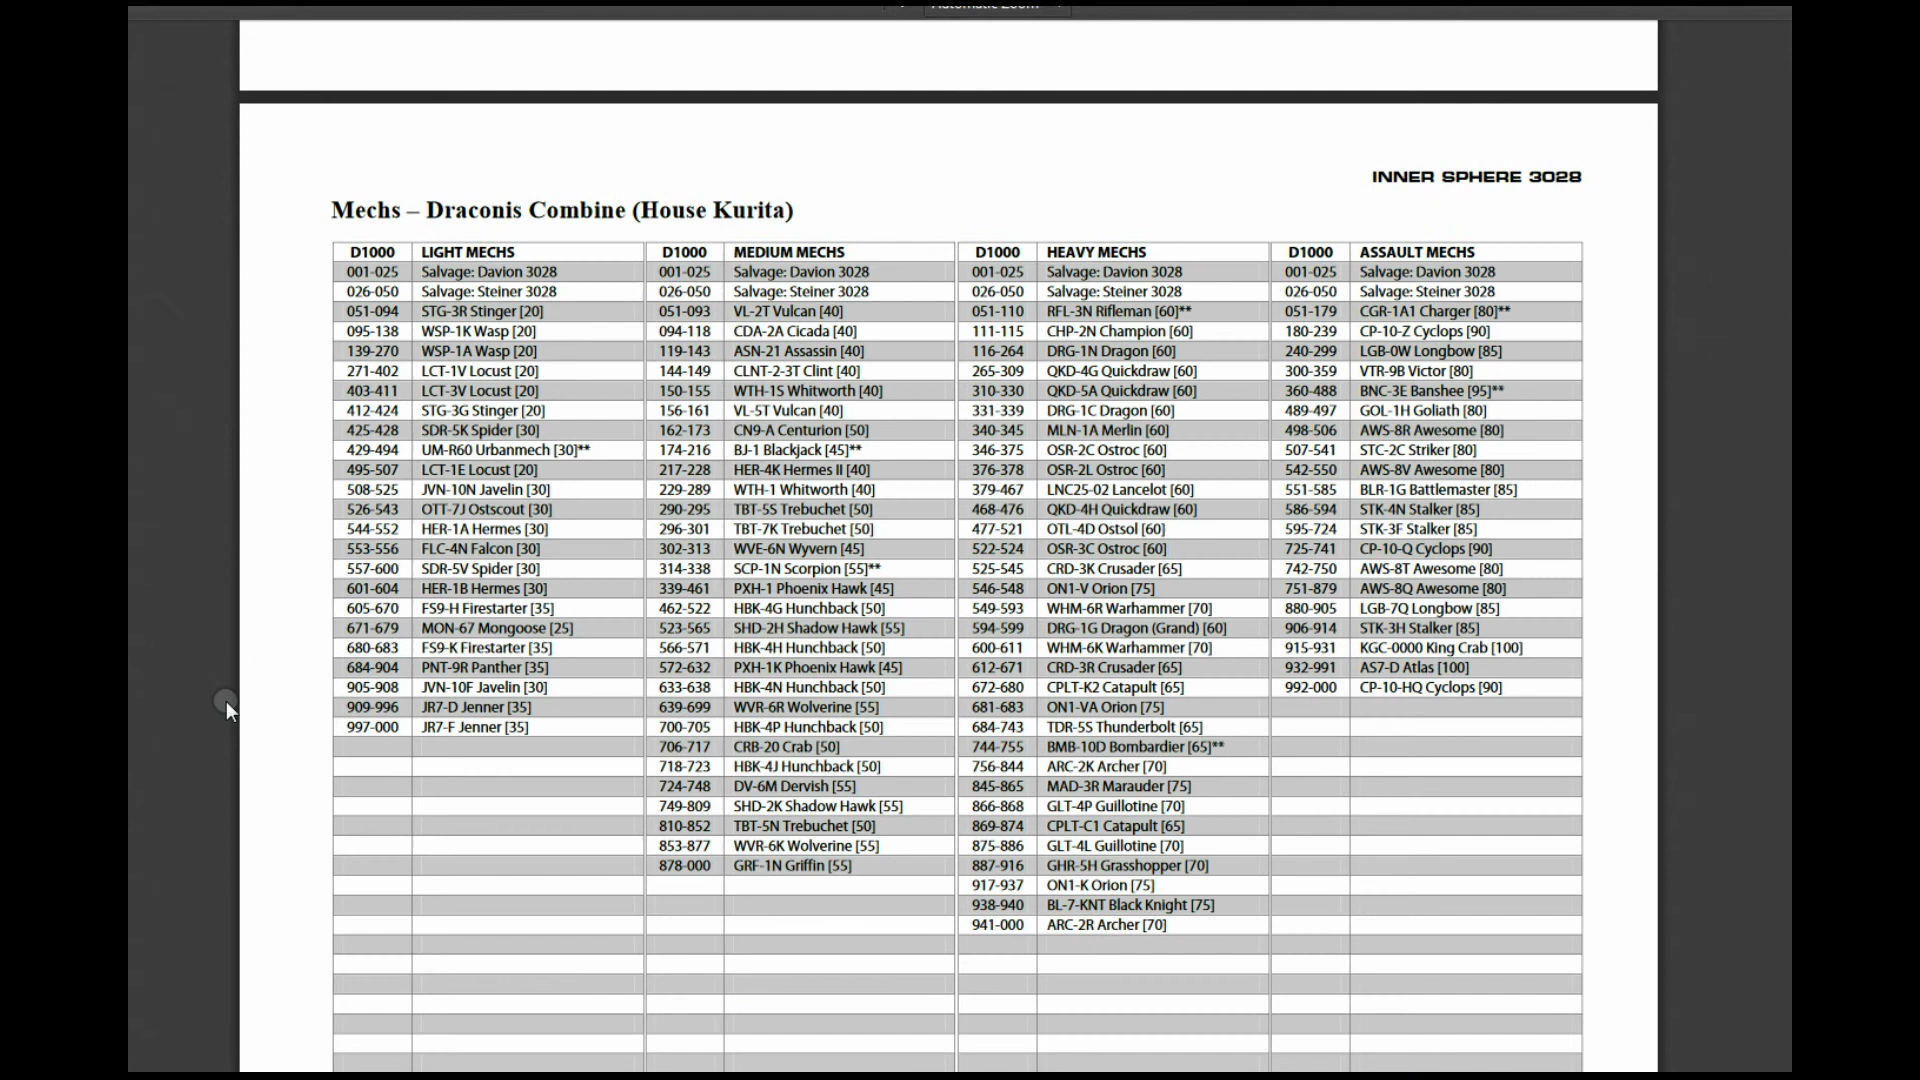 Automatic Zoom
INNER SPHERE 3028
Mechs – Draconis Combine (House Kurita)
D1000 LIGHT MECHS D1000 MEDIUM MECHS D1000 HEAVY MECHS D1000 ASSAULT MECHS
001-025 Salvage: Davion 3028 001-025 Salvage: Davion 3028 001-025 Salvage: Davion 3028 001-025 Salvage: Davion 3028
026-050 Salvage: Steiner 3028 026-050 Salvage: Steiner 3028 026-050 Salvage: Steiner 3028 026-050 Salvage: Steiner 3028
051-094 STG-3R Stinger [20] 051-093 VL-2T Vulcan [40] 051-110 RFL-3N Rifleman [60]** 051-179 CGR-1A1 Charger [80]**
095-138 WSP-1K Wasp [20] 094-118 CDA-2A Cicada [40] 111-115 CHP-2N Champion [60] 180-239 CP-10-Z Cyclops [90]
139-270 WSP-1A Wasp [20] 119-143 ASN-21 Assassin [40] 116-264 DRG-1N Dragon [60] 240-299 LGB-0W Longbow [85]
271-402 LCT-1V Locust [20] 144-149 CLNT-2-3T Clint [40] 265-309 QKD-4G Quickdraw [60] 300-359 VTR-9B Victor [80]
403-411 LCT-3V Locust [20] 150-155 WTH-1S Whitworth [40] 310-330 QKD-5A Quickdraw [60] 360-488 BNC-3E Banshee [95]**
412-424 STG-3G Stinger [20] 156-161 VL-5T Vulcan [40] 331-339 DRG-1C Dragon [60] 489-497 GOL-1H Goliath [80]
425-428 SDR-5K Spider [30] 162-173 CN9-A Centurion [50] 340-345 MLN-1A Merlin [60] 498-506 AWS-8R Awesome [80]
429-494 UM-R60 Urbanmech [30]** 174-216 BJ-1 Blackjack [45]** 346-375 OSR-2C Ostroc [60] 507-541 STC-2C Striker [80]
495-507 LCT-1E Locust [20] 217-228 HER-4K Hermes II [40] 376-378 OSR-2L Ostroc [60] 542-550 AWS-8V Awesome [80]
508-525 JVN-10N Javelin [30] 229-289 WTH-1 Whitworth [40] 379-467 LNC25-02 Lancelot [60] 551-585 BLR-1G Battlemaster [85]
526-543 OTT-7J Ostscout [30] 290-295 TBT-5S Trebuchet [50] 468-476 QKD-4H Quickdraw [60] 586-594 STK-4N Stalker [85]
544-552 HER-1A Hermes [30] 296-301 TBT-7K Trebuchet [50] 477-521 OTL-4D Ostsol [60] 595-724 STK-3F Stalker [85]
553-556 FLC-4N Falcon [30] 302-313 WVE-6N Wyvern [45] 522-524 OSR-3C Ostroc [60] 725-741 CP-10-Q Cyclops [90]
557-600 SDR-5V Spider [30] 314-338 SCP-1N Scorpion [55]** 525-545 CRD-3K Crusader [65] 742-750 AWS-8T Awesome [80]
601-604 HER-1B Hermes [30] 339-461 PXH-1 Phoenix Hawk [45] 546-548 ON1-V Orion [75] 751-879 AWS-8Q Awesome [80]
605-670 FS9-H Firestarter [35] 462-522 HBK-4G Hunchback [50] 549-593 WHM-6R Warhammer [70] 880-905 LGB-7Q Longbow [85]
671-679 MON-67 Mongoose [25] 523-565 SHD-2H Shadow Hawk [55] 594-599 DRG-1G Dragon (Grand) [60] 906-914 STK-3H Stalker [85]
680-683 FS9-K Firestarter [35] 566-571 HBK-4H Hunchback [50] 600-611 WHM-6K Warhammer [70] 915-931 KGC-0000 King Crab [100]
684-904 PNT-9R Panther [35] 572-632 PXH-1K Phoenix Hawk [45] 612-671 CRD-3R Crusader [65] 932-991 AS7-D Atlas [100]
905-908 JVN-10F Javelin [30] 633-638 HBK-4N Hunchback [50] 672-680 CPLT-K2 Catapult [65] 992-000 CP-10-HQ Cyclops [90]
909-996 JR7-D Jenner [35] 639-699 WVR-6R Wolverine [55] 681-683 ON1-VA Orion [75]
997-000 JR7-F Jenner [35] 700-705 HBK-4P Hunchback [50] 684-743 TDR-5S Thunderbolt [65]
706-717 CRB-20 Crab [50] 744-755 BMB-10D Bombardier [65]**
718-723 HBK-4J Hunchback [50] 756-844 ARC-2K Archer [70]
724-748 DV-6M Dervish [55] 845-865 MAD-3R Marauder [75]
749-809 SHD-2K Shadow Hawk [55] 866-868 GLT-4P Guillotine [70]
810-852 TBT-5N Trebuchet [50] 869-874 CPLT-C1 Catapult [65]
853-877 WVR-6K Wolverine [55] 875-886 GLT-4L Guillotine [70]
878-000 GRF-1N Griffin [55] 887-916 GHR-5H Grasshopper [70]
917-937 ON1-K Orion [75]
938-940 BL-7-KNT Black Knight [75]
941-000 ARC-2R Archer [70]